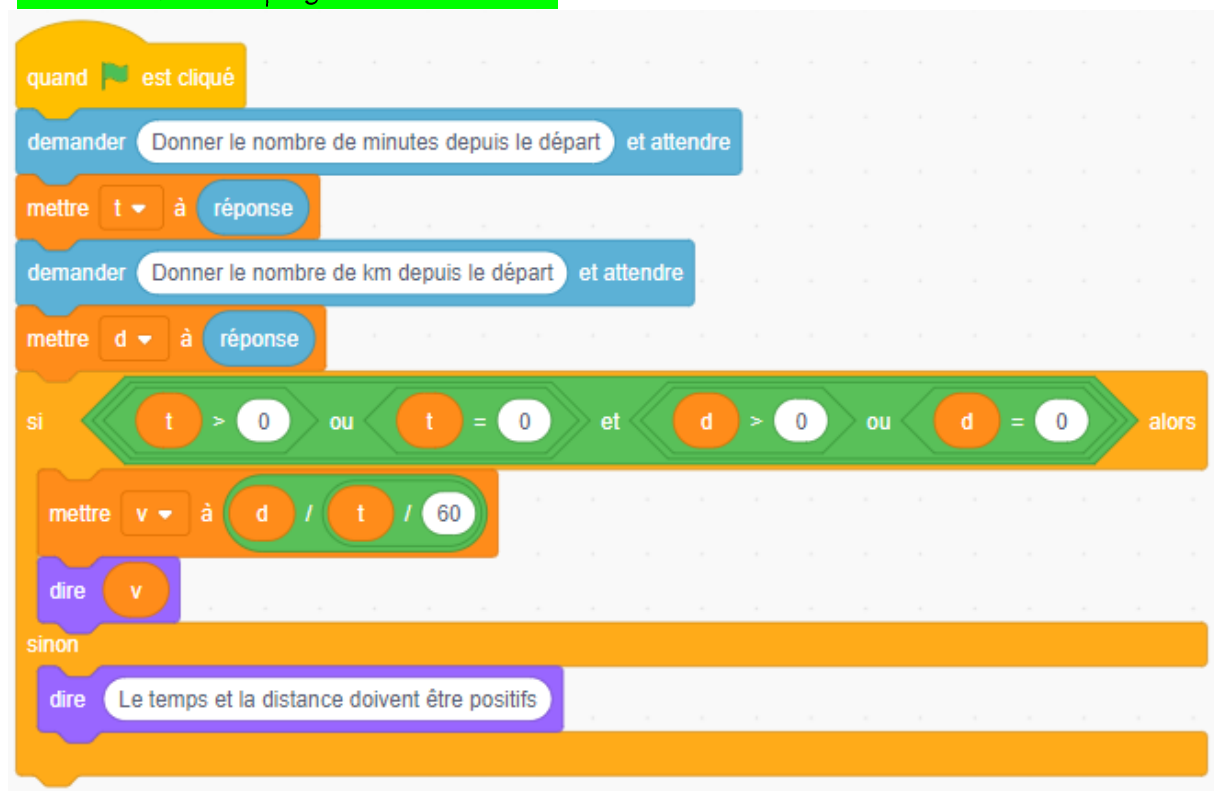 quand est cliqué
demander Donner le nombre de minutes depuis le départ et attendre
mettre t à réponse
demander Donner le nombre de km depuis le départ et attendre
mettre d à réponse
si t > 0 ou t = 0 et d > 0 ou d = 0 alors
mettre v à d / t / 60
dire v
sinon
dire Le temps et la distance doivent être positifs